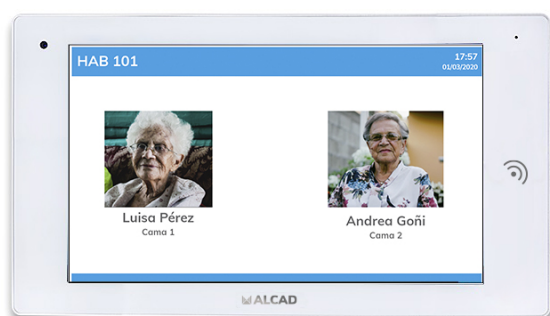 HAB 101
17:57
01/03/2020
Luisa Pérez
Cama 1
Andrea Goñi
Cama 2
ALCAD